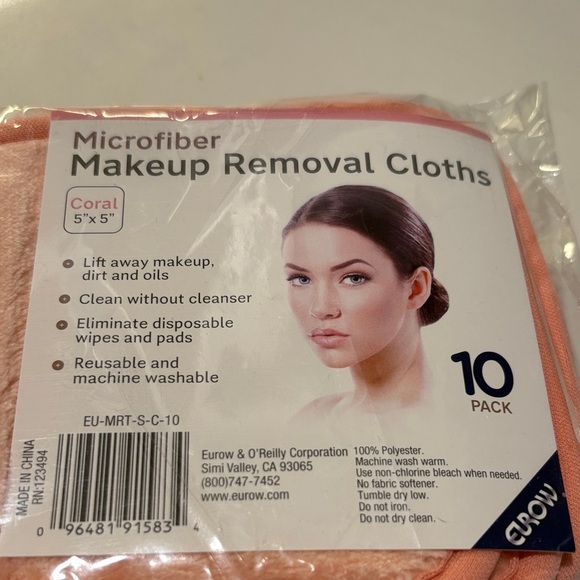 Microfiber
Makeup Removal Cloths
Coral
5"x 5"
Lift away makeup,
dirt and oils
Clean without cleanser
Eliminate disposable
wipes and pads
Reusable and
machine washable
10
PACK
EU-MRT-S-C-10
MADE IN CHINA
RN:123494
0 96481 91583 4
Eurow & O'Reilly Corporation
Simi Valley, CA 93065
(800)747-7452
www.eurow.com
100% Polyester.
Machine wash warm.
Use non-chlorine bleach when needed.
No fabric softener.
Tumble dry low.
Do not iron.
Do not dry clean.
EUROW